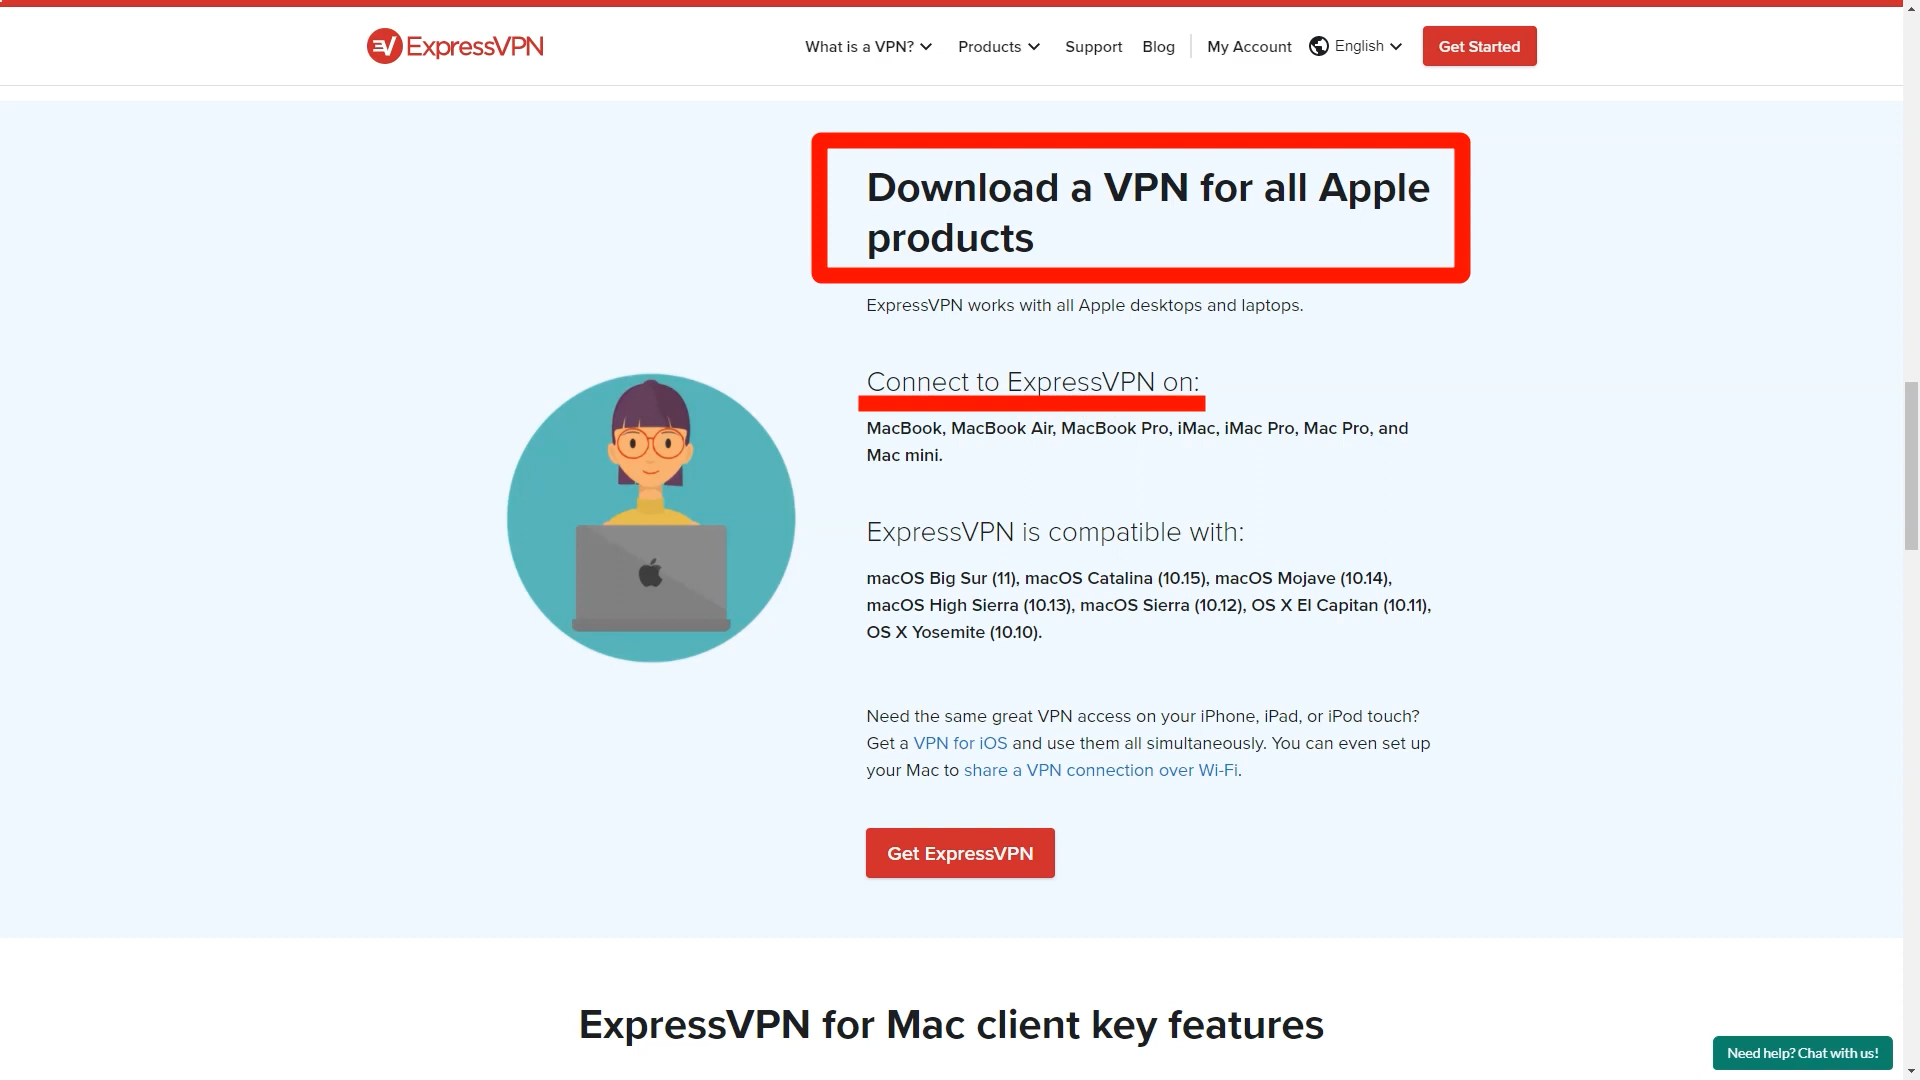 ExpressVPN
What is a VPN?
Products
Support
Blog
My Account
English
Get Started
Download a VPN for all Apple
products
ExpressVPN works with all Apple desktops and laptops.
Connect to ExpressVPN on:
MacBook, MacBook Air, MacBook Pro, iMac, iMac Pro, Mac Pro, and
Mac mini.
ExpressVPN is compatible with:
macOS Big Sur (11), macOS Catalina (10.15), macOS Mojave (10.14),
macOS High Sierra (10.13), macOS Sierra (10.12), OS X El Capitan (10.11),
OS X Yosemite (10.10).
Need the same great VPN access on your iPhone, iPad, or iPod touch?
Get a VPN for iOS and use them all simultaneously. You can even set up
your Mac to share a VPN connection over Wi-Fi.
Get ExpressVPN
ExpressVPN for Mac client key features
Need help? Chat with us!